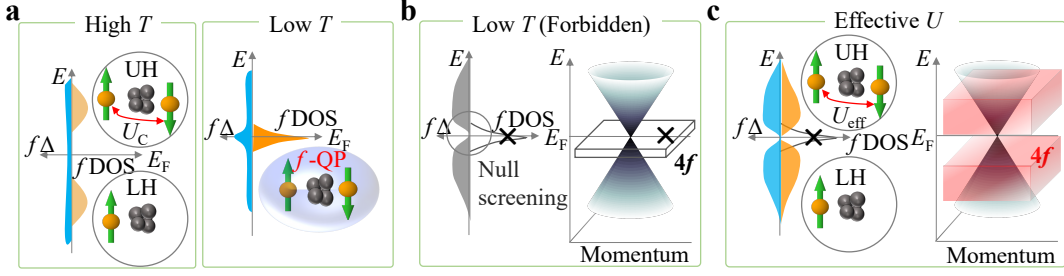 a
High T
E
UH
U_C
f Δ
f DOS
E_F
LH
Low T
E
f DOS
f Δ
E_F
f -QP
b
Low T (Forbidden)
E
f Δ
f DOS
Null
screening
E
E_F
4f
Momentum
c
Effective U
E
UH
U_eff
f Δ
f DOS
LH
E
E_F
4f
Momentum